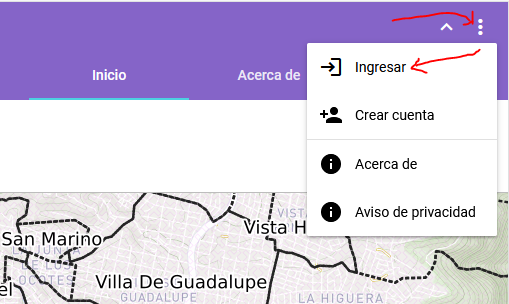 Inicio
Acerca de
Ingresar
Crear cuenta
Acerca de
Aviso de privacidad
San Marino
Vista H
Villa De Guadalupe
LA HIGUERA